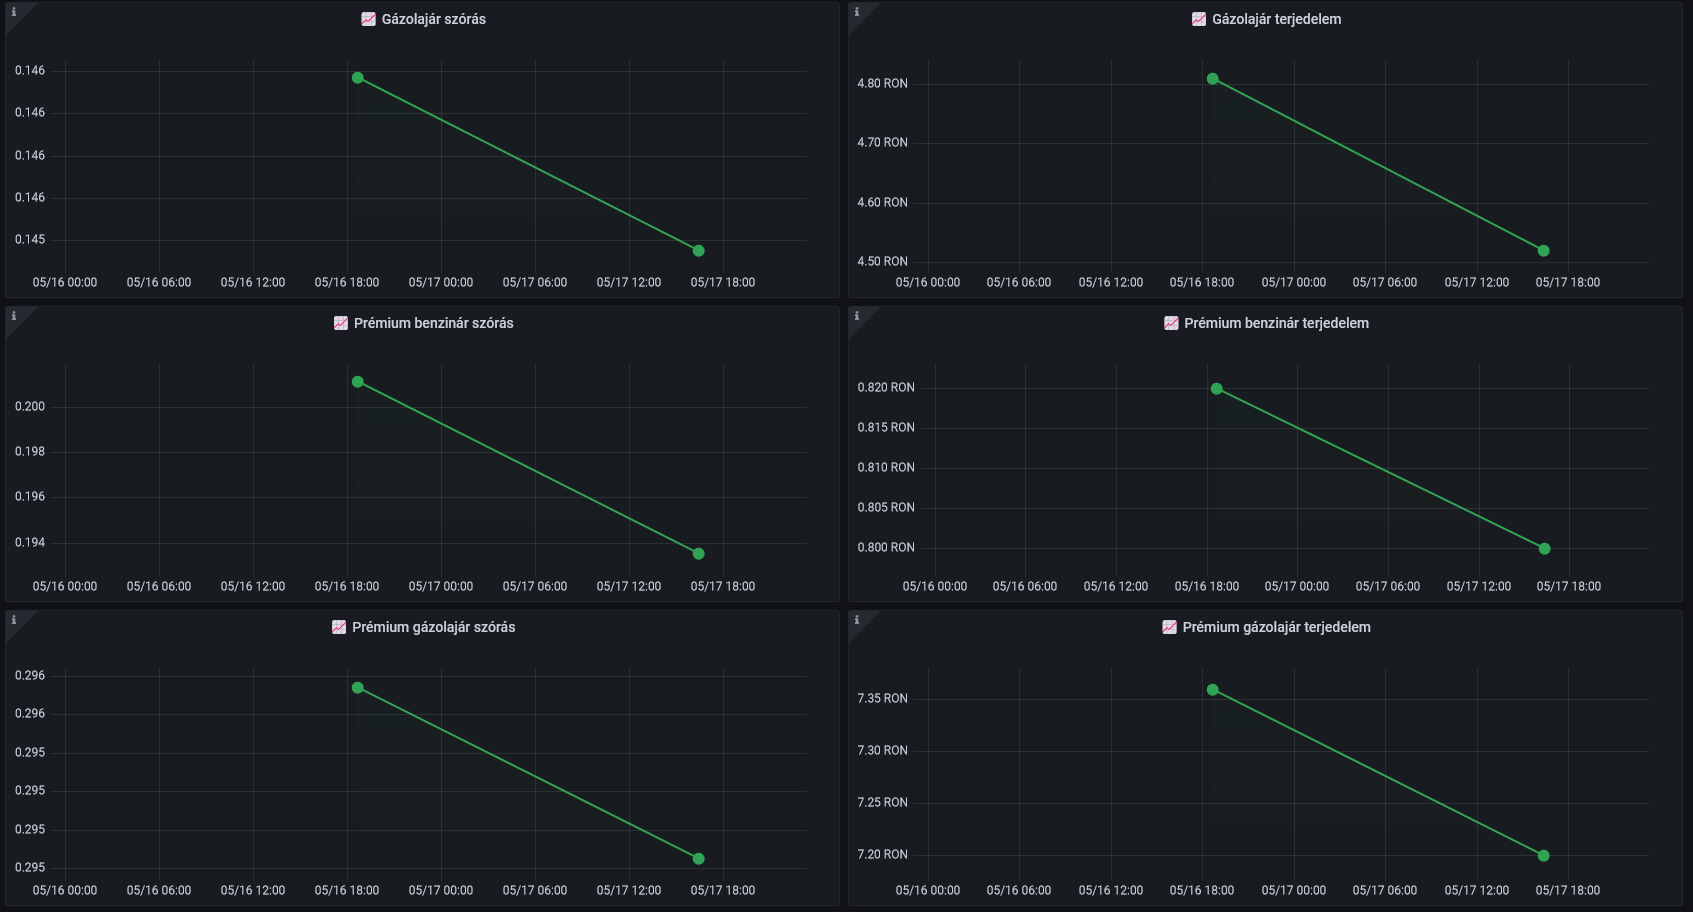 Gázolajár szórás
0.146
0.146
0.146
0.146
0.145
05/16 00:00 05/16 06:00 05/16 12:00 05/16 18:00 05/17 00:00 05/17 06:00 05/17 12:00 05/17 18:00
Gázolajár terjedelem
4.80 RON
4.70 RON
4.60 RON
4.50 RON
05/16 00:00 05/16 06:00 05/16 12:00 05/16 18:00 05/17 00:00 05/17 06:00 05/17 12:00 05/17 18:00
Prémium benzinár szórás
0.200
0.198
0.196
0.194
05/16 00:00 05/16 06:00 05/16 12:00 05/16 18:00 05/17 00:00 05/17 06:00 05/17 12:00 05/17 18:00
Prémium benzinár terjedelem
0.820 RON
0.815 RON
0.810 RON
0.805 RON
0.800 RON
05/16 00:00 05/16 06:00 05/16 12:00 05/16 18:00 05/17 00:00 05/17 06:00 05/17 12:00 05/17 18:00
Prémium gázolajár szórás
0.296
0.296
0.295
0.295
0.295
0.295
05/16 00:00 05/16 06:00 05/16 12:00 05/16 18:00 05/17 00:00 05/17 06:00 05/17 12:00 05/17 18:00
Prémium gázolajár terjedelem
7.35 RON
7.30 RON
7.25 RON
7.20 RON
05/16 00:00 05/16 06:00 05/16 12:00 05/16 18:00 05/17 00:00 05/17 06:00 05/17 12:00 05/17 18:00